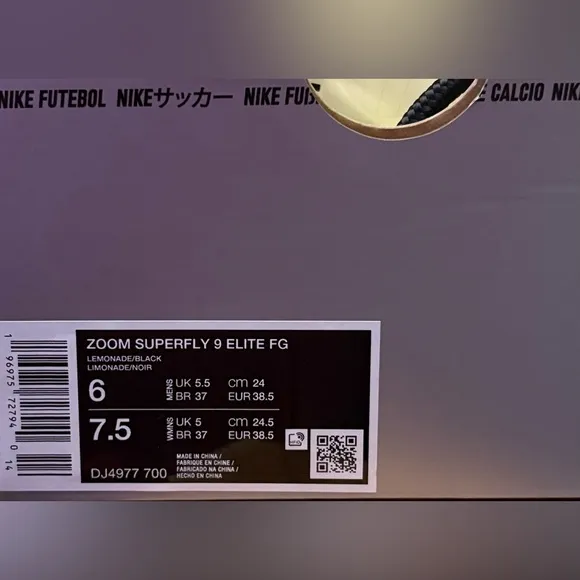 NIKE FUTEBOL NIKEサッカー NIKE CALCIO
ZOOM SUPERFLY 9 ELITE FG
LEMONADE/BLACK
LIMONADE/NOIR
6 MENS UK 5.5 CM 24
BR 37 EUR 38.5
7.5 WMNS UK 5 CM 24.5
BR 37 EUR 38.5
DJ4977 700
MADE IN CHINA /
FABRIQUE EN CHINE /
FABRICADO NA CHINA /
HECHO EN CHINA
1 96975 72794 0 14